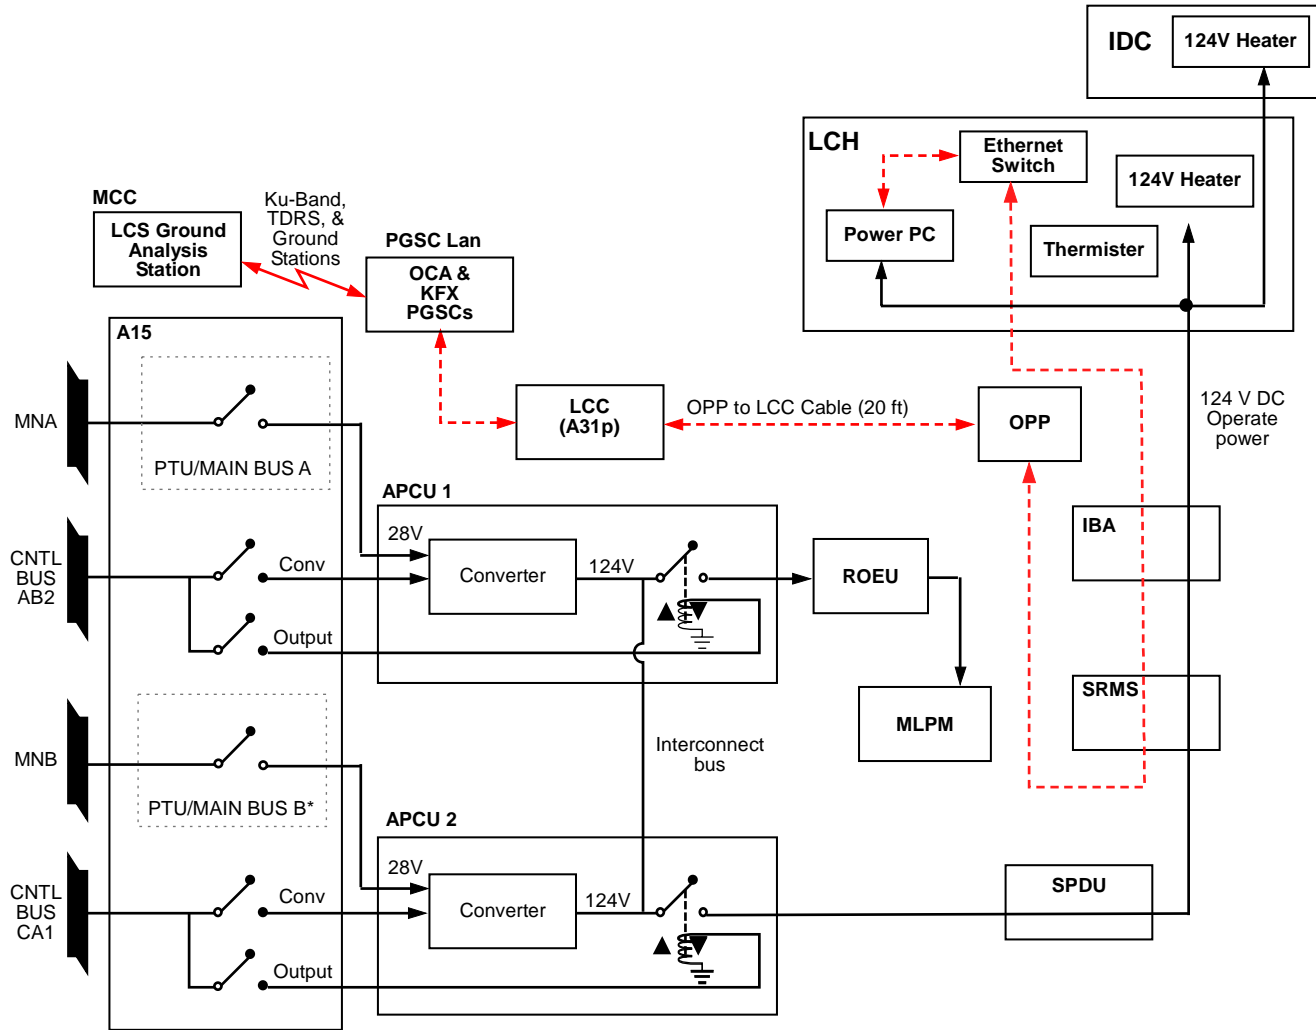 IDC
124V Heater
LCH
Ethernet
Switch
124V Heater
Power PC
Thermister
MCC
LCS Ground
Analysis
Station
Ku-Band,
TDRS, &
Ground
Stations
PGSC Lan
OCA &
KFX
PGSCs
A15
MNA
PTU/MAIN BUS A
LCC
(A31p)
OPP to LCC Cable (20 ft)
OPP
124 V DC
Operate
power
APCU 1
28V
CNTL
BUS
AB2
Conv
Converter
124V
ROEU
IBA
Output
MNB
PTU/MAIN BUS B*
Interconnect
bus
MLPM
SRMS
APCU 2
28V
CNTL
BUS
CA1
Conv
Converter
124V
SPDU
Output